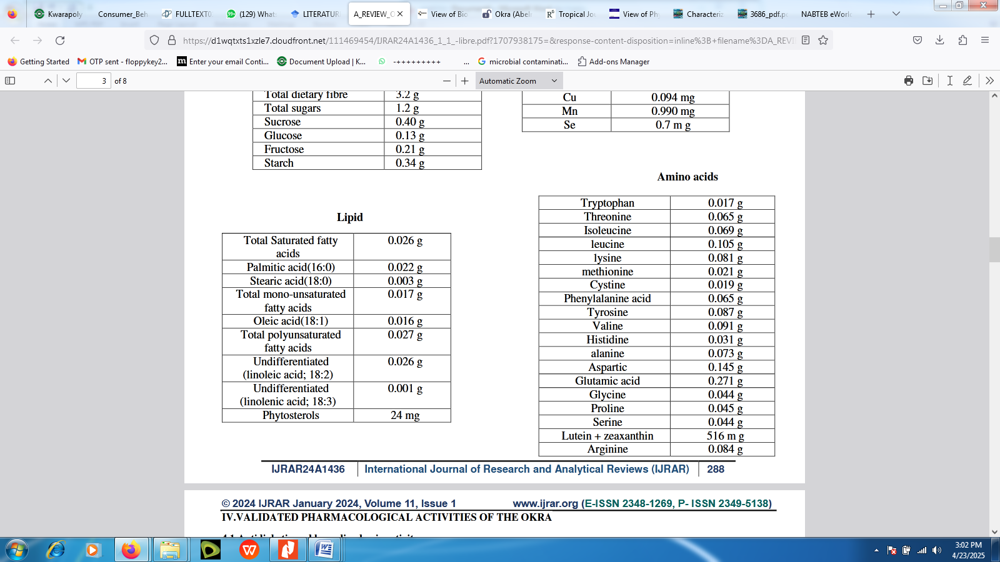 Kwarapoly
Consumer_Beh
FULLTEXT0
(129) What
LITERATUR
A_REVIEW_O
View of Bio
Okra (Abel
Tropical Jo
View of Ph
Characteriz
3686_pdf.p
NABTEB eWorl
https://d1wqtxts1xzle7.cloudfront.net/111469454/IJRAR24A1436_1_1_-libre.pdf?1707938175=&response-content-disposition=inline%3B+filename%3DA_REVI
Getting Started
OTP sent - floppykey2...
Enter your email Conti...
Document Upload | K...
-++++++++++ ...
microbial contaminati...
Add-ons Manager
3 of 8
Automatic Zoom
Total dietary fibre 3.2 g
Total sugars 1.2 g
Sucrose 0.40 g
Glucose 0.13 g
Fructose 0.21 g
Starch 0.34 g
Cu 0.094 mg
Mn 0.990 mg
Se 0.7 m g
Lipid
Total Saturated fatty 0.026 g
acids
Palmitic acid(16:0) 0.022 g
Stearic acid(18:0) 0.003 g
Total mono-unsaturated 0.017 g
fatty acids
Oleic acid(18:1) 0.016 g
Total polyunsaturated 0.027 g
fatty acids
Undifferentiated 0.026 g
(linoleic acid; 18:2)
Undifferentiated 0.001 g
(linolenic acid; 18:3)
Phytosterols 24 mg
Amino acids
Tryptophan 0.017 g
Threonine 0.065 g
Isoleucine 0.069 g
leucine 0.105 g
lysine 0.081 g
methionine 0.021 g
Cystine 0.019 g
Phenylalanine acid 0.065 g
Tyrosine 0.087 g
Valine 0.091 g
Histidine 0.031 g
alanine 0.073 g
Aspartic 0.145 g
Glutamic acid 0.271 g
Glycine 0.044 g
Proline 0.045 g
Serine 0.044 g
Lutein + zeaxanthin 516 m g
Arginine 0.084 g
IJRAR24A1436 International Journal of Research and Analytical Reviews (IJRAR) 288
© 2024 IJRAR January 2024, Volume 11, Issue 1 www.ijrar.org (E-ISSN 2348-1269, P- ISSN 2349-5138)
IV.VALIDATED PHARMACOLOGICAL ACTIVITIES OF THE OKRA
3:02 PM
4/23/2025